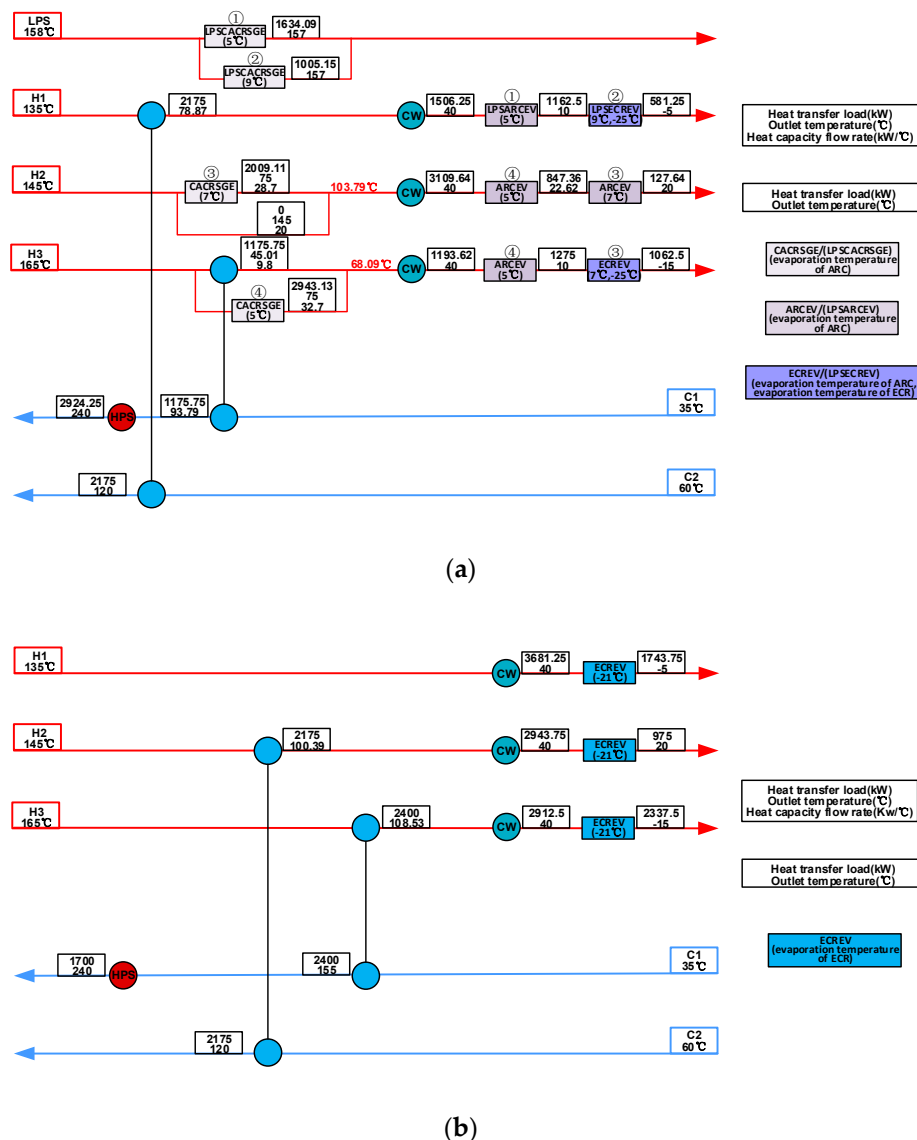 LPS
158℃
①
LPSCACRSGE
(5℃)
1634.09
157
②
LPSCACRSGE
(9℃)
1005.15
157
H1
135℃
2175
78.87
CW
1506.25
40
①
LPSARCEV
(5℃)
1162.5
10
②
LPSECREV
9℃,-25℃
581.25
-5
Heat transfer load(kW)
Outlet temperature(℃)
Heat capacity flow rate(kW/℃)
H2
145℃
③
CACRSGE
(7℃)
2009.11
75
28.7
0
145
20
103.79℃
CW
3109.64
40
④
ARCEV
(5℃)
847.36
22.62
③
ARCEV
(7℃)
127.64
20
Heat transfer load(kW)
Outlet temperature(℃)
H3
165℃
1175.75
45.01
9.8
④
CACRSGE
(5℃)
2943.13
75
32.7
68.09℃
CW
1193.62
40
④
ARCEV
(5℃)
1275
10
③
ECREV
7℃,-25℃
1062.5
-15
CACRSGE/(LPSCACRSGE)
(evaporation temperature
of ARC)
ARCEV/(LPSARCEV)
(evaporation temperature
of ARC)
ECREV/(LPSECREV)
(evaporation temperature of ARC,
evaporation temperature of ECR)
2924.25
240
HPS
1175.75
93.79
C1
35℃
2175
120
C2
60℃
(a)
H1
135℃
CW
3681.25
40
ECREV
(-21℃)
1743.75
-5
H2
145℃
2175
100.39
CW
2943.75
40
ECREV
(-21℃)
975
20
H3
165℃
2400
108.53
CW
2912.5
40
ECREV
(-21℃)
2337.5
-15
Heat transfer load(kW)
Outlet temperature(℃)
Heat capacity flow rate(Kw/℃)
Heat transfer load(kW)
Outlet temperature(℃)
ECREV
(evaporation temperature
of ECR)
1700
240
HPS
2400
155
C1
35℃
2175
120
C2
60℃
(b)